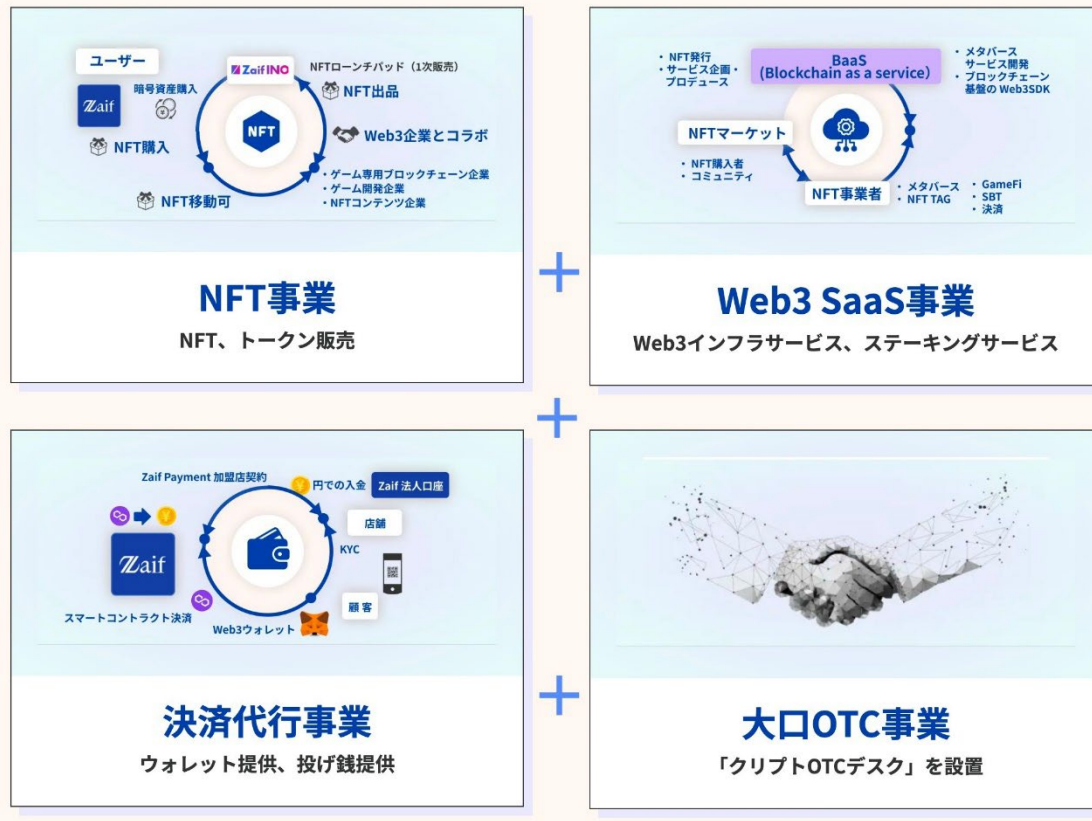 ユーザー
Zaif
暗号資産購入
NFT購入
NFT移動可
Zaif INO
NFTローンチパッド（1次販売）
NFT出品
NFT
Web3企業とコラボ
・ゲーム専用ブロックチェーン企業
・ゲーム開発企業
・NFTコンテンツ企業
NFT事業
NFT、トークン販売
+
・NFT発行
・サービス企画・
プロデュース
BaaS
(Blockchain as a service)
・メタバース
サービス開発
・ブロックチェーン
基盤の Web3SDK
NFTマーケット
・NFT購入者
・コミュニティ
NFT事業者
・メタバース
・NFT TAG
・GameFi
・SBT
・決済
Web3 SaaS事業
Web3インフラサービス、ステーキングサービス
+
Zaif Payment 加盟店契約
¥
円での入金
Zaif 法人口座
店舗
KYC
顧客
¥
Zaif
スマートコントラクト決済
Web3ウォレット
決済代行事業
ウォレット提供、投げ銭提供
+
大口OTC事業
「クリプトOTCデスク」を設置